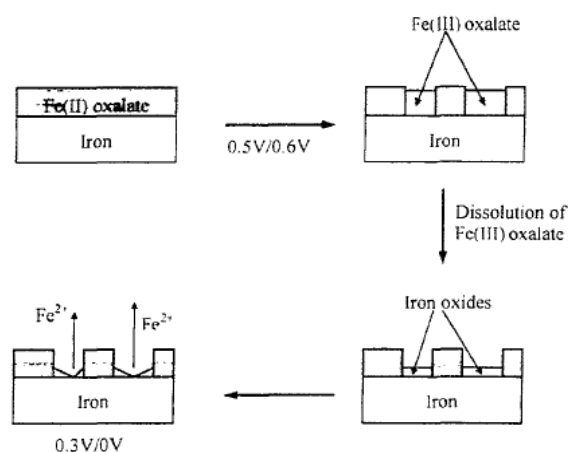 Fe(III) oxalate
Fe(II) oxalate
Iron
0.5V/0.6V
Iron
Dissolution of
Fe(III) oxalate
Fe²⁺
Fe²⁺
Iron oxides
Iron
Iron
0.3V/0V